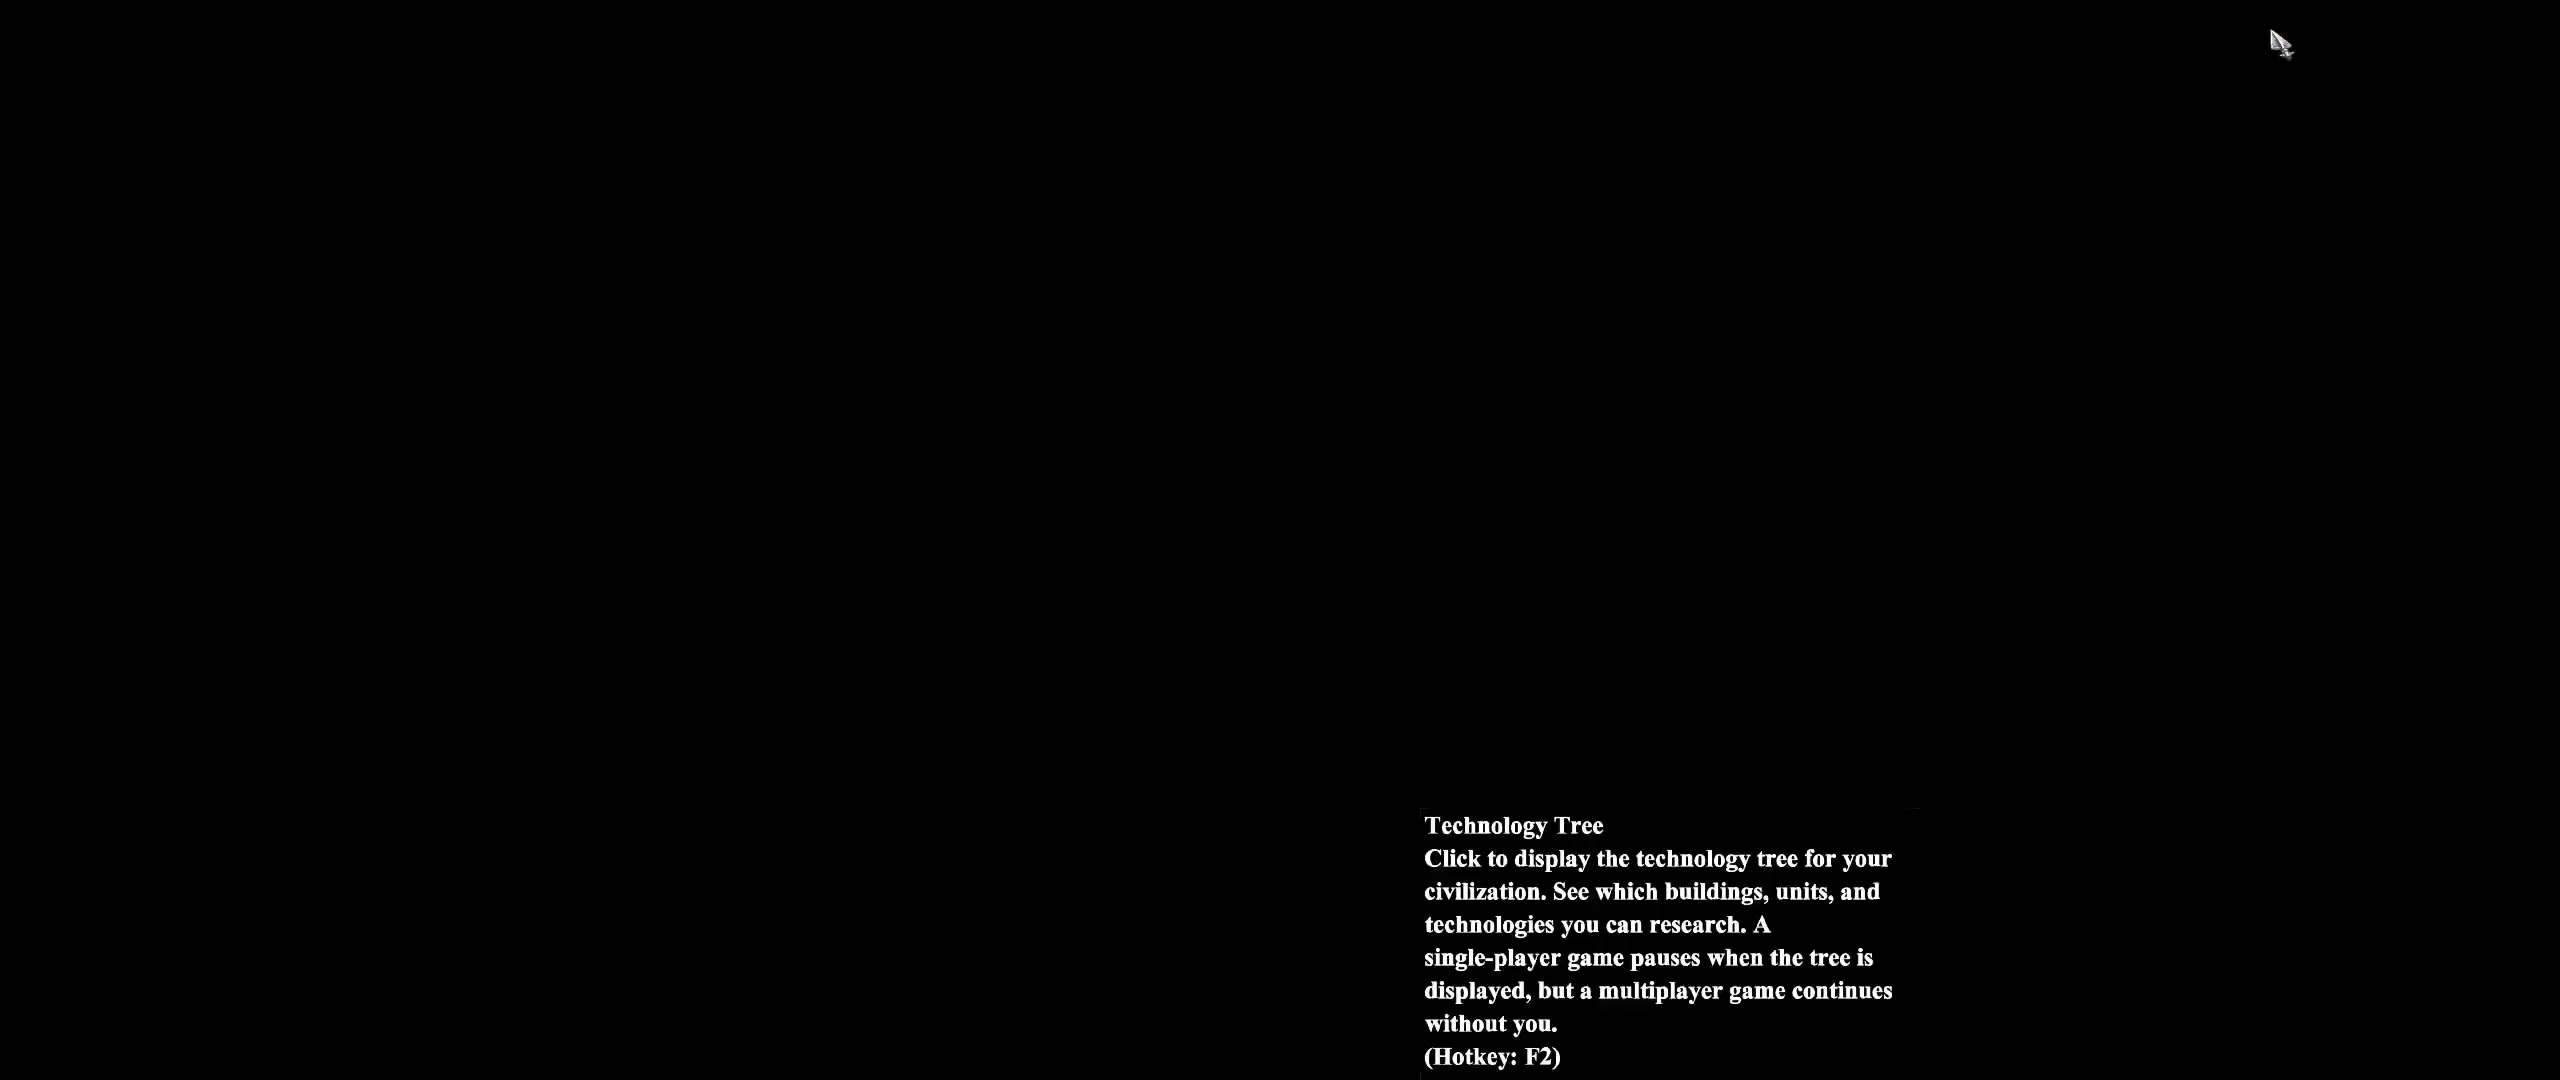 Technology Tree
Click to display the technology tree for your
civilization. See which buildings, units, and
technologies you can research. A
single-player game pauses when the tree is
displayed, but a multiplayer game continues
without you.
(Hotkey: F2)